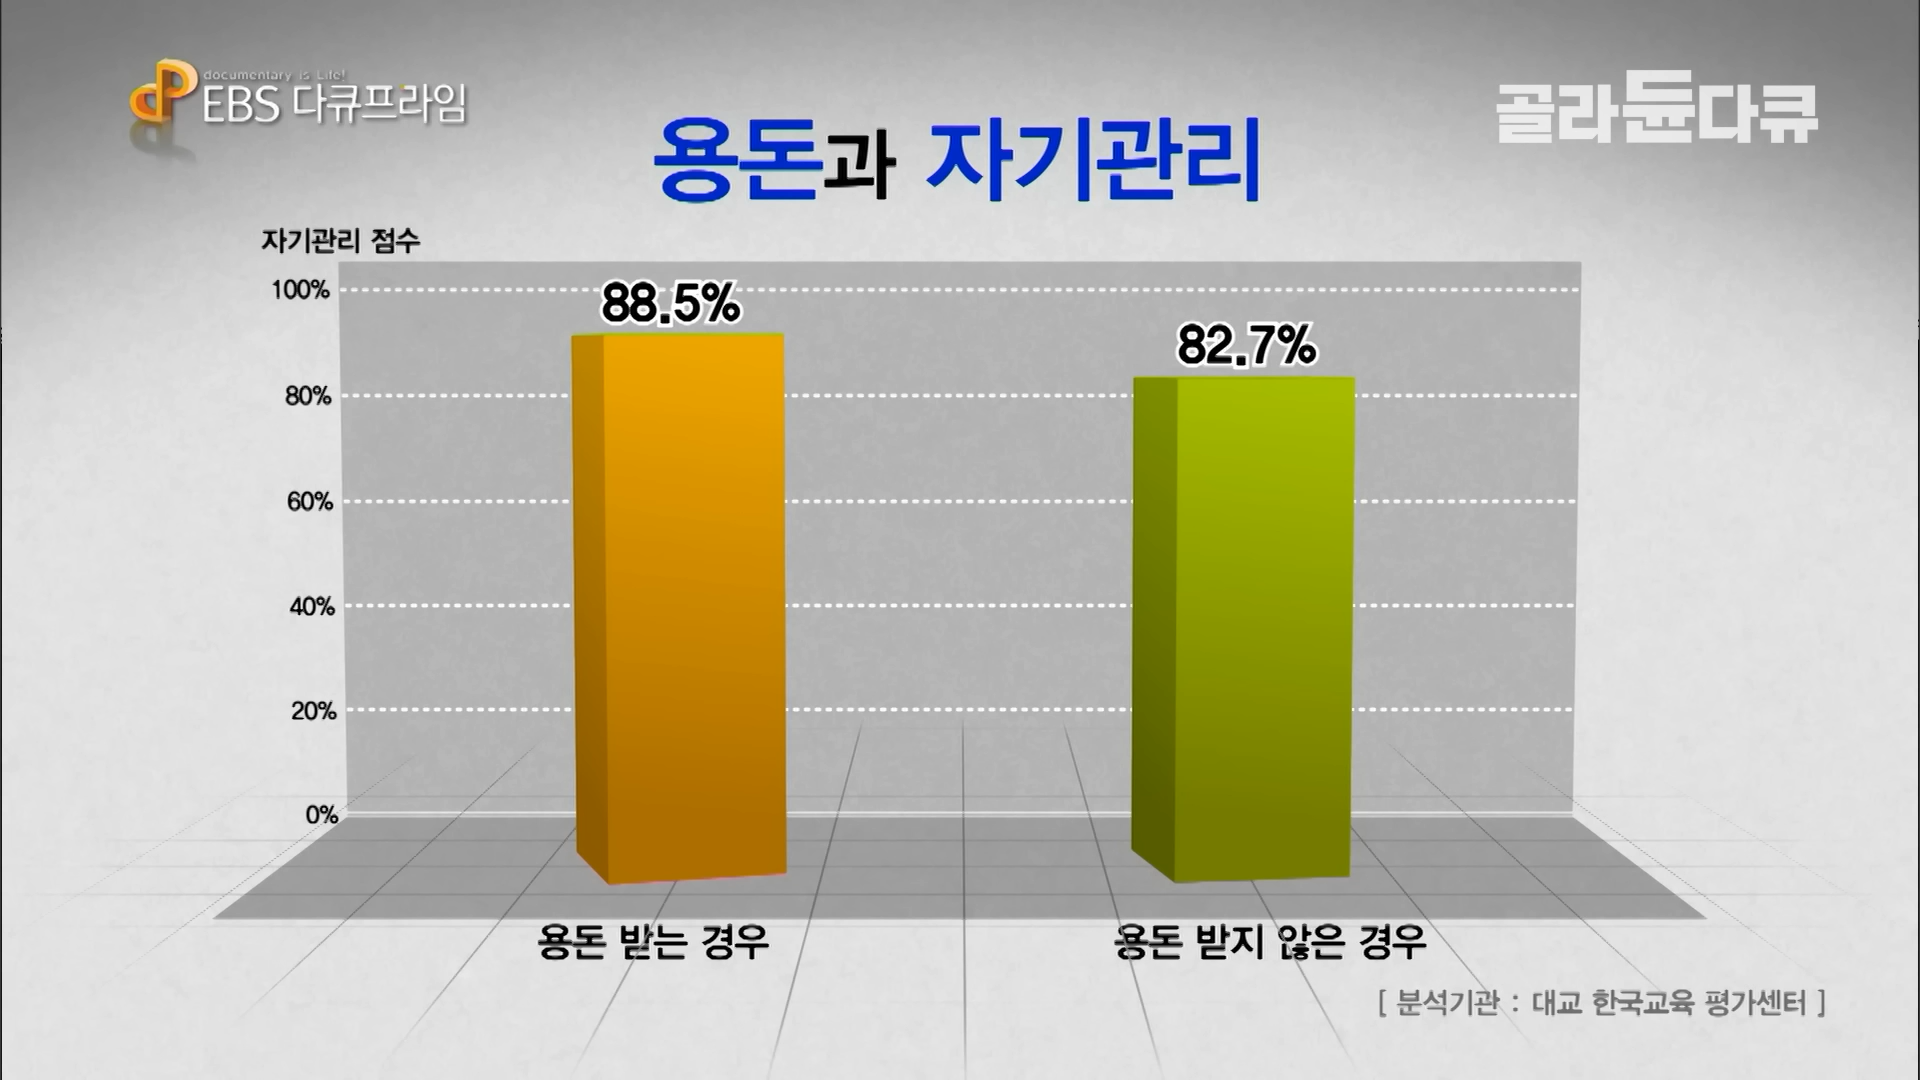 documentary is Life!
EBS 다큐프라임
골라듄다큐
용돈과 자기관리
자기관리 점수
100%
80%
60%
40%
20%
0%
88.5%
82.7%
용돈 받는 경우
용돈 받지 않은 경우
[ 분석기관 : 대교 한국교육 평가센터 ]